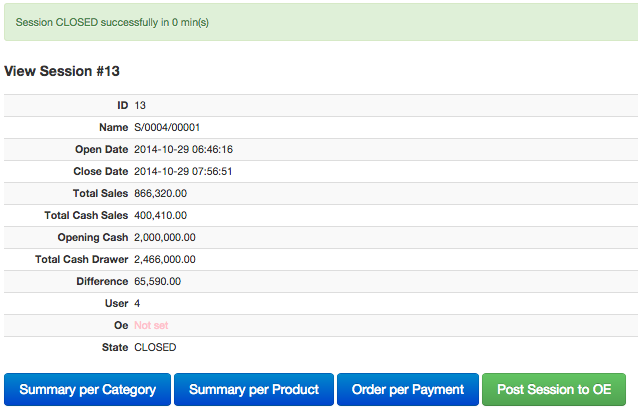 Session CLOSED successfully in 0 min(s)
View Session #13
ID 13
Name S/0004/00001
Open Date 2014-10-29 06:46:16
Close Date 2014-10-29 07:56:51
Total Sales 866,320.00
Total Cash Sales 400,410.00
Opening Cash 2,000,000.00
Total Cash Drawer 2,466,000.00
Difference 65,590.00
User 4
Oe Not set
State CLOSED
Summary per Category Summary per Product Order per Payment Post Session to OE